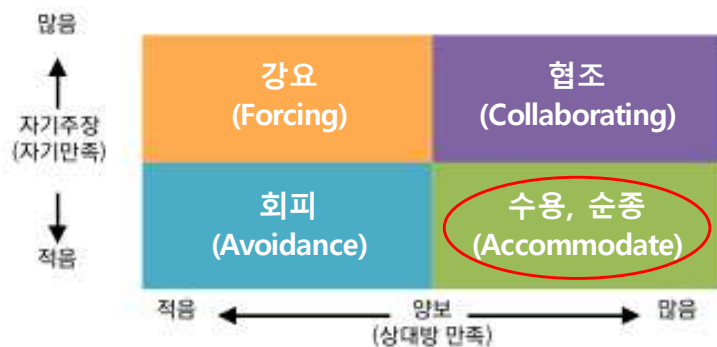 많음
자기주장
(자기만족)
적음
강요
(Forcing)
협조
(Collaborating)
회피
(Avoidance)
수용, 순종
(Accommodate)
적음
양보
(상대방 만족)
많음